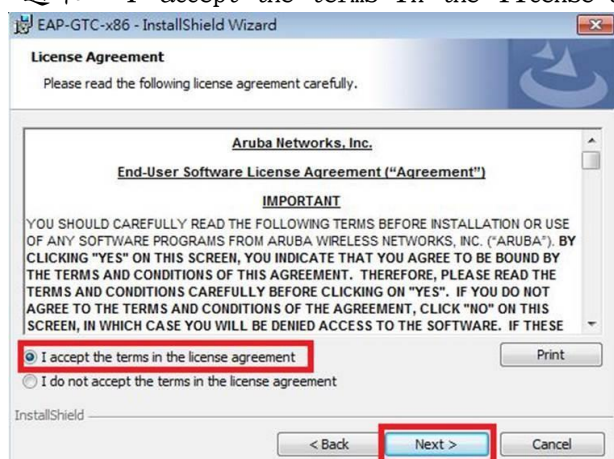 I accept the terms in the license
EAP-GTC-x86 - InstallShield Wizard
License Agreement
Please read the following license agreement carefully.
Aruba Networks, Inc.
End-User Software License Agreement ("Agreement")
IMPORTANT
YOU SHOULD CAREFULLY READ THE FOLLOWING TERMS BEFORE INSTALLATION OR USE
OF ANY SOFTWARE PROGRAMS FROM ARUBA WIRELESS NETWORKS, INC. ("ARUBA"). BY
CLICKING "YES" ON THIS SCREEN, YOU INDICATE THAT YOU AGREE TO BE BOUND BY
THE TERMS AND CONDITIONS OF THIS AGREEMENT. THEREFORE, PLEASE READ THE
TERMS AND CONDITIONS CAREFULLY BEFORE CLICKING ON "YES". IF YOU DO NOT
AGREE TO THE TERMS AND CONDITIONS OF THE AGREEMENT, CLICK "NO" ON THIS
SCREEN, IN WHICH CASE YOU WILL BE DENIED ACCESS TO THE SOFTWARE. IF THESE
I accept the terms in the license agreement
Print
I do not accept the terms in the license agreement
InstallShield
< Back
Next >
Cancel